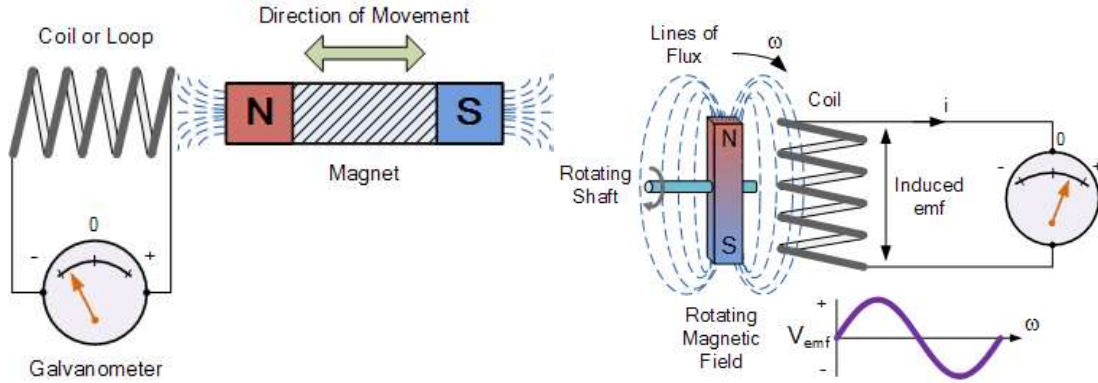 Direction of Movement
Coil or Loop
N
S
Magnet
0
-
+
Galvanometer
Lines of
Flux
ω
Coil
i
N
0
-
+
Rotating
Shaft
Induced
emf
S
Rotating
Magnetic
Field
+
Vemf
ω
-